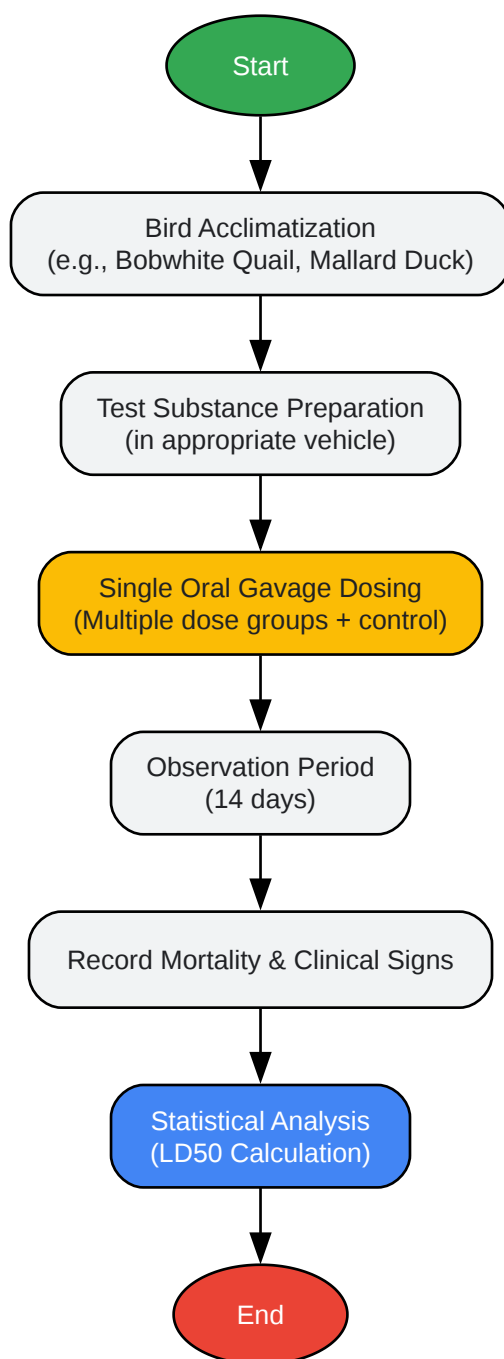 Start
Bird Acclimatization
(e.g., Bobwhite Quail, Mallard Duck)
Test Substance Preparation
(in appropriate vehicle)
Single Oral Gavage Dosing
(Multiple dose groups + control)
Observation Period
(14 days)
Record Mortality & Clinical Signs
Statistical Analysis
(LD50 Calculation)
End